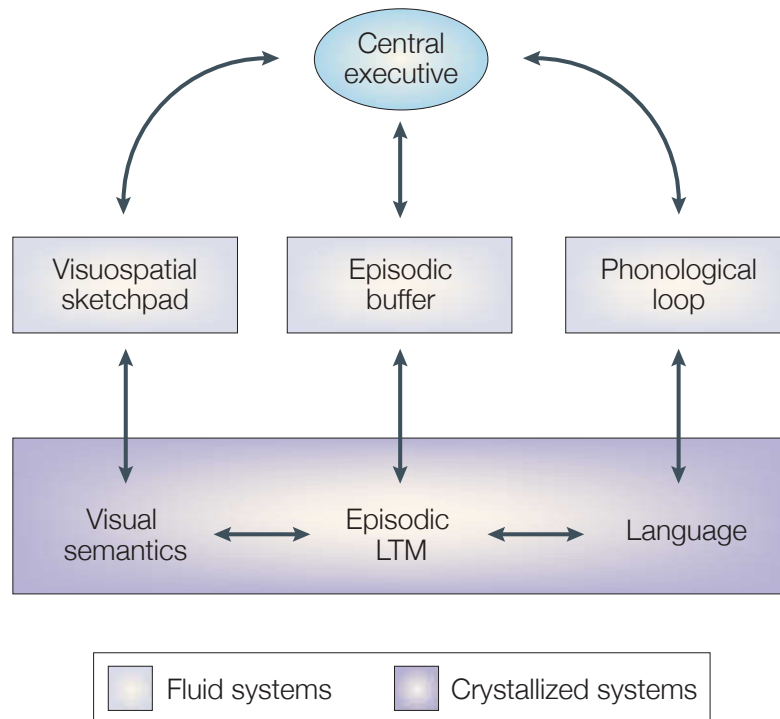 Central
executive
Visuospatial
sketchpad
Episodic
buffer
Phonological
loop
Visual
semantics
Episodic
LTM
Language
Fluid systems
Crystallized systems